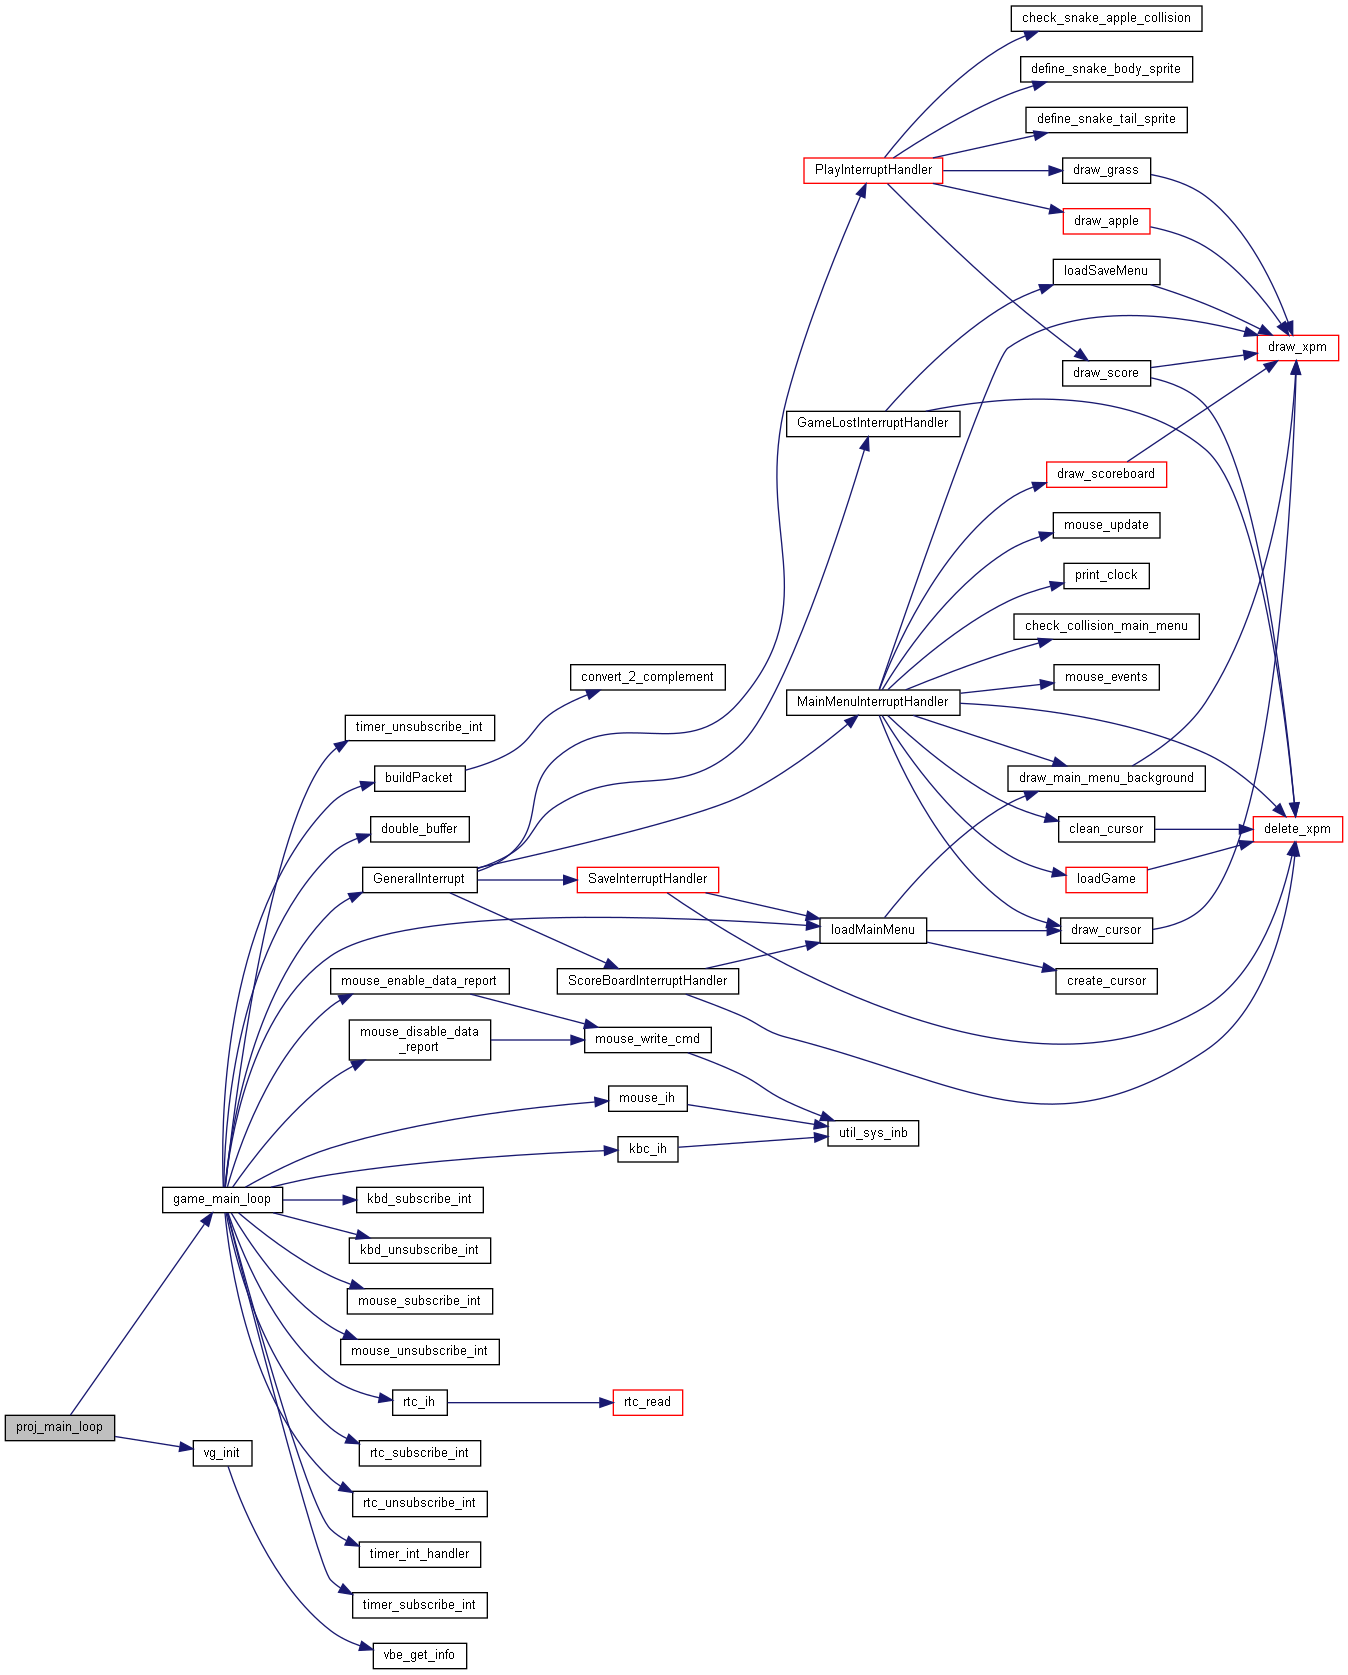 check_snake_apple_collision
define_snake_body_sprite
define_snake_tail_sprite
PlayInterruptHandler
draw_grass
draw_apple
loadSaveMenu
draw_xpm
draw_score
GameLostInterruptHandler
draw_scoreboard
mouse_update
print_clock
check_collision_main_menu
convert_2_complement
mouse_events
MainMenuInterruptHandler
timer_unsubscribe_int
buildPacket
draw_main_menu_background
double_buffer
clean_cursor
delete_xpm
GeneralInterrupt
SaveInterruptHandler
loadGame
loadMainMenu
draw_cursor
mouse_enable_data_report
ScoreBoardInterruptHandler
create_cursor
mouse_disable_data
_report
mouse_write_cmd
mouse_ih
util_sys_inb
kbc_ih
game_main_loop
kbd_subscribe_int
kbd_unsubscribe_int
mouse_subscribe_int
mouse_unsubscribe_int
rtc_ih
rtc_read
proj_main_loop
vg_init
rtc_subscribe_int
rtc_unsubscribe_int
timer_int_handler
timer_subscribe_int
vbe_get_info